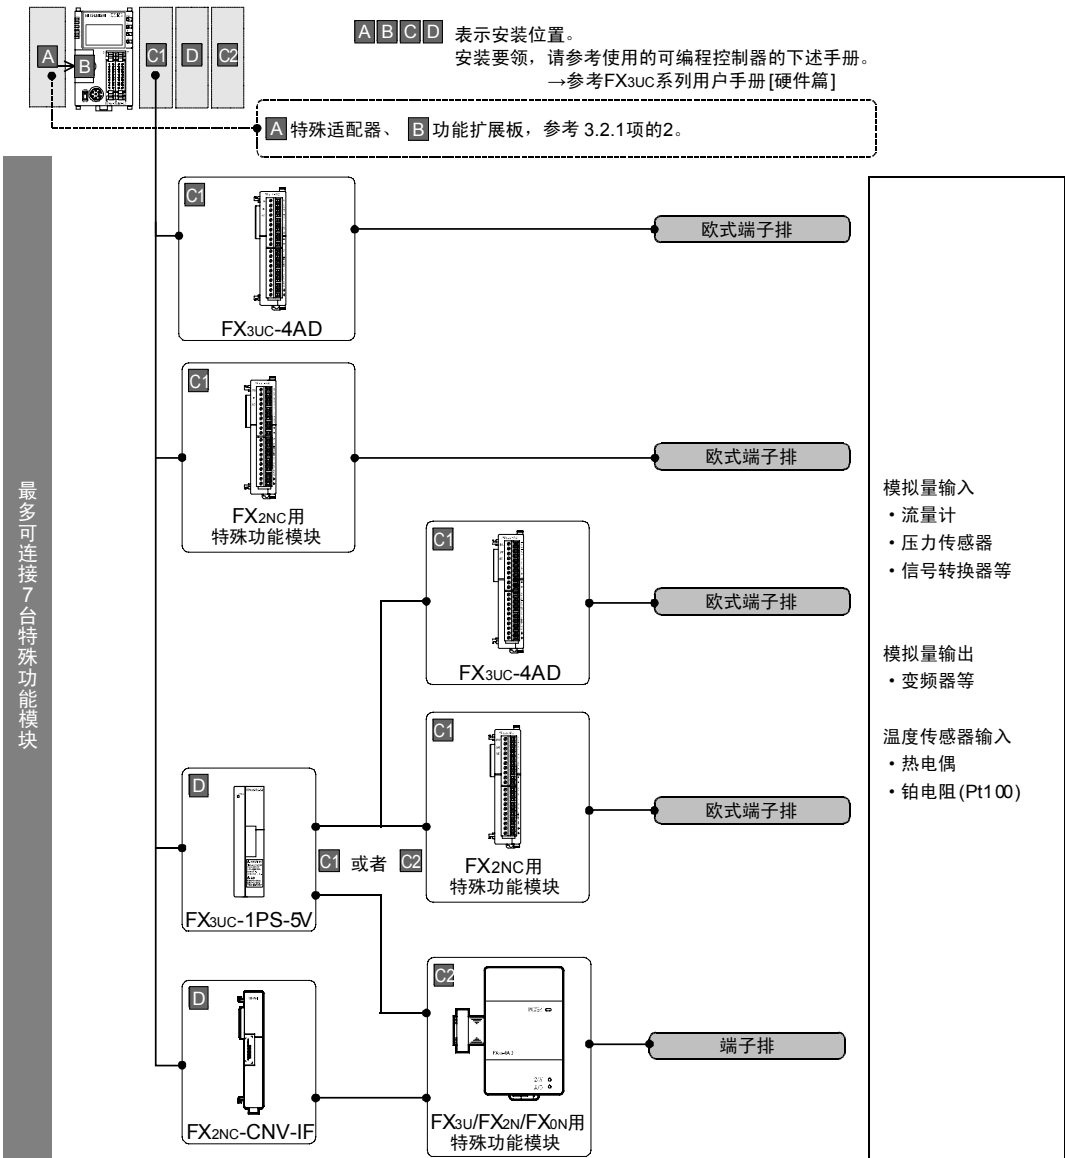 A B C D 表示安装位置。
安装要领，请参考使用的可编程控制器的下述手册。
→参考FX3UC系列用户手册[硬件篇]
A B C1 D C2
A 特殊适配器、 B 功能扩展板，参考 3.2.1项的2。
最多可连接7台特殊功能模块
C1
FX3UC-4AD
欧式端子排
C1
FX2NC用
特殊功能模块
欧式端子排
C1
FX3UC-4AD
欧式端子排
D
FX3UC-1PS-5V
C1 或者 C2
C1
FX2NC用
特殊功能模块
欧式端子排
D
FX2NC-CNV-IF
C2
FX3U/FX2N/FX0N用
特殊功能模块
端子排
模拟量输入
・流量计
・压力传感器
・信号转换器等
模拟量输出
・变频器等
温度传感器输入
・热电偶
・铂电阻(Pt100)